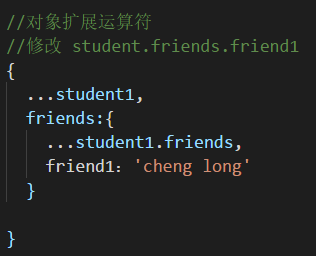 //对象扩展运算符
//修改 student.friends.friend1
{
  ...student1,
  friends:{
    ...student1.friends,
    friend1：'cheng long'
  }
}